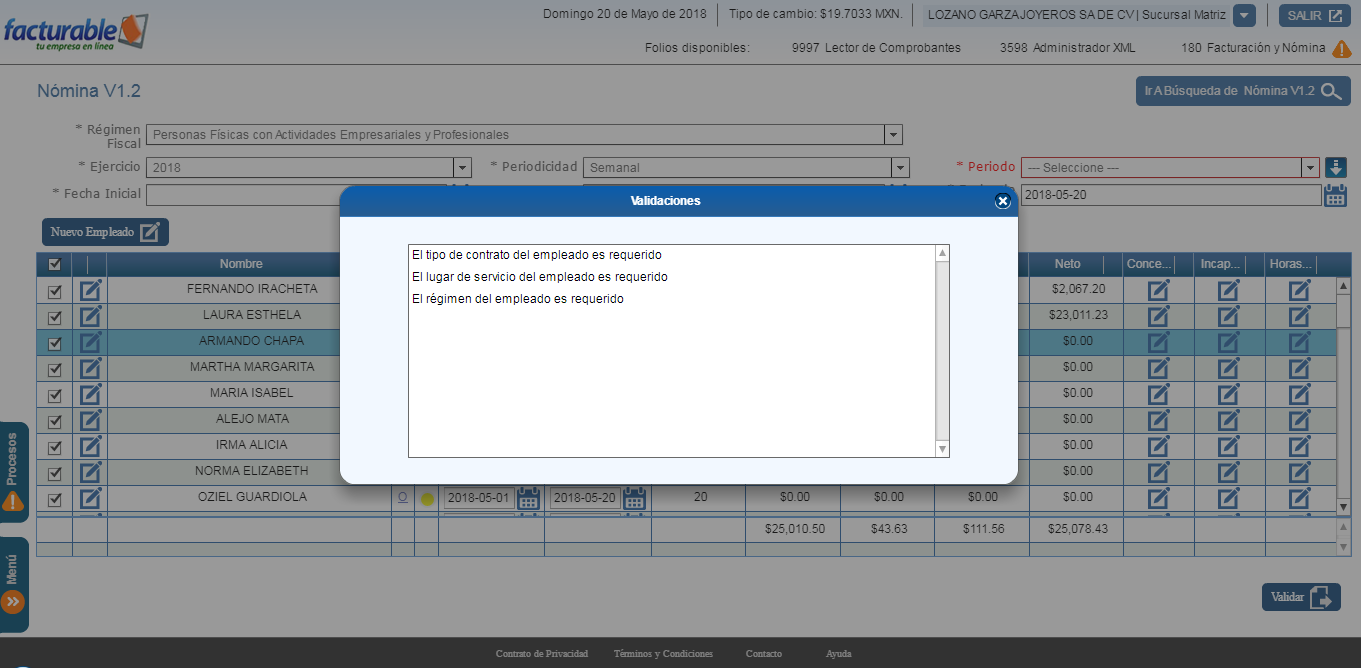 facturable
tu empresa en línea
Domingo 20 de Mayo de 2018
Tipo de cambio: $19.7033 MXN.
LOZANO GARZAJOYEROS SA DE CV | Sucursal Matriz
SALIR
Folios disponibles: 9997 Lector de Comprobantes 3598 Administrador XML 180 Facturación y Nómina
Nómina V1.2
Ir A Búsqueda de Nómina V1.2
* Régimen Fiscal Personas Físicas con Actividades Empresariales y Profesionales
* Ejercicio 2018 * Periodicidad Semanal * Periodo --- Seleccione ---
* Fecha Inicial 2018-05-20
Validaciones
Nuevo Empleado
El tipo de contrato del empleado es requerido
El lugar de servicio del empleado es requerido
El régimen del empleado es requerido
Nombre Neto Conce... Incap... Horas...
FERNANDO IRACHETA $2,067.20
LAURA ESTHELA $23,011.23
ARMANDO CHAPA $0.00
MARTHA MARGARITA $0.00
MARIA ISABEL $0.00
ALEJO MATA $0.00
IRMA ALICIA $0.00
NORMA ELIZABETH $0.00
OZIEL GUARDIOLA O 2018-05-01 2018-05-20 20 $0.00 $0.00 $0.00 $0.00
$25,010.50 $43.63 $111.56 $25,078.43
Procesos
Menú
Validar
Contrato de Privacidad Términos y Condiciones Contacto Ayuda